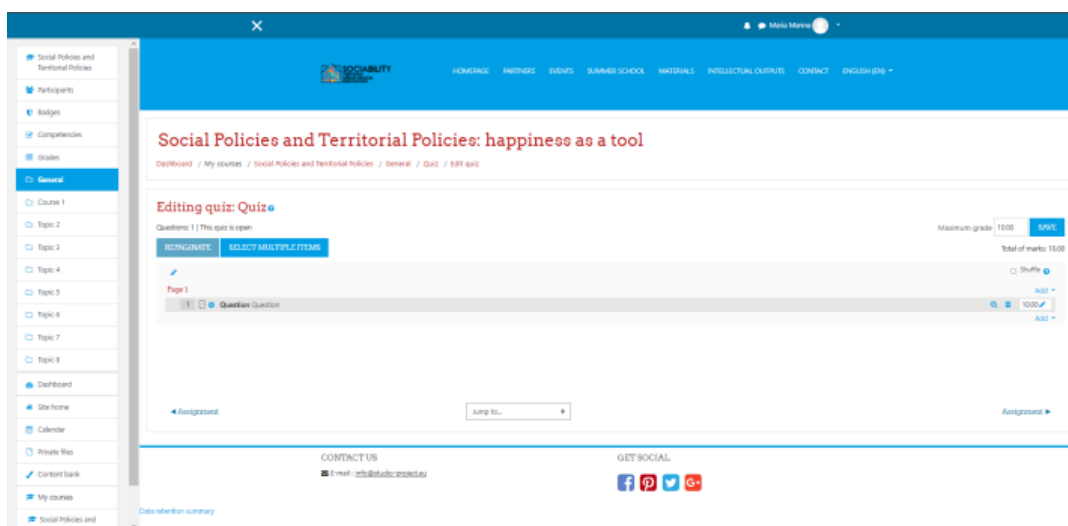 Maria Marina
Social Policies and
Territorial Policies
Participants
Badges
Competencies
Grades
General
Course 1
Topic 2
Topic 3
Topic 4
Topic 5
Topic 6
Topic 7
Topic 8
Dashboard
Site home
Calendar
Private files
Content bank
My courses
Social Policies and
SOCIABILITY
HOMEPAGE PARTNERS EVENTS SUMMER SCHOOL MATERIALS INTELLECTUAL OUTPUTS CONTACT ENGLISH (EN)
Social Policies and Territorial Policies: happiness as a tool
Dashboard / My courses / Social Policies and Territorial Policies / General / Quiz / Edit quiz
Editing quiz: Quiz
Questions: 1 | This quiz is open
Maximum grade 10.00 SAVE
REPAGINATE SELECT MULTIPLE ITEMS
Total of marks: 10.00
Shuffle
Page 1
Add
1 Question Question 10.00
Add
◄ Assignment
Jump to...
Assignment ►
CONTACT US
E-mail : info@studio-project.eu
GET SOCIAL
Data retention summary